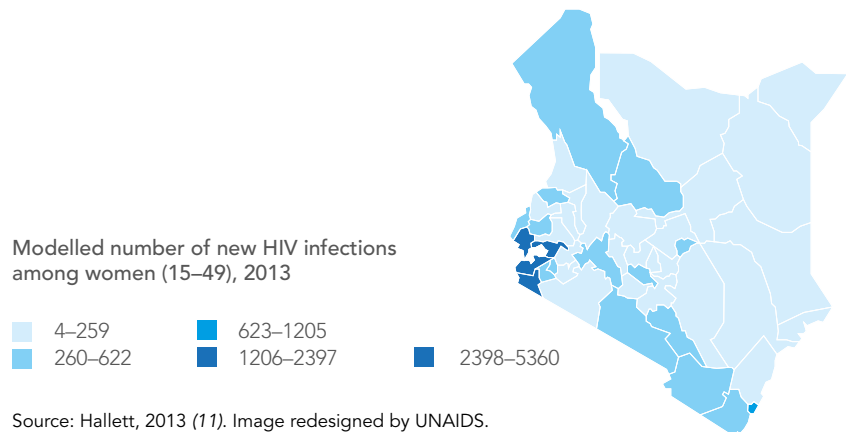 Modelled number of new HIV infections
among women (15–49), 2013
4–259
623–1205
260–622
1206–2397
2398–5360
Source: Hallett, 2013 (11). Image redesigned by UNAIDS.